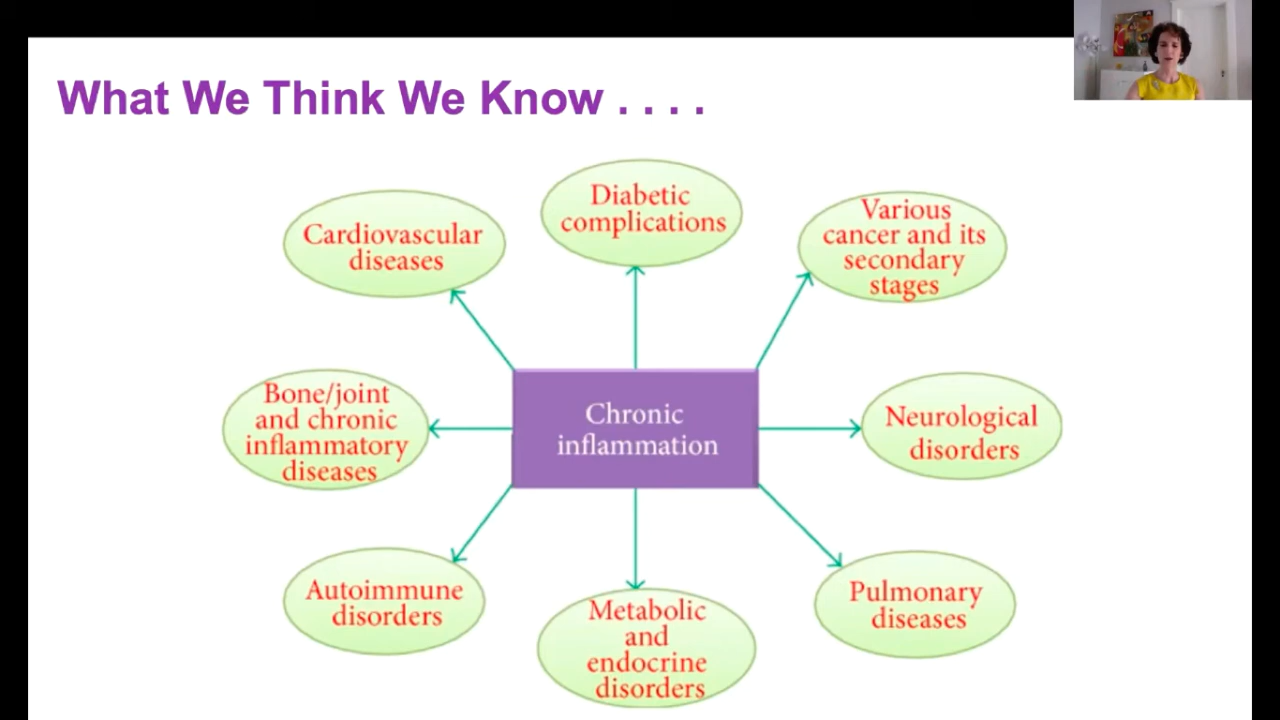 What We Think We Know . . . .
Diabetic
complications
Cardiovascular
diseases
Various
cancer and its
secondary
stages
Bone/joint
and chronic
inflammatory
diseases
Chronic
inflammation
Neurological
disorders
Autoimmune
disorders
Metabolic
and
endocrine
disorders
Pulmonary
diseases